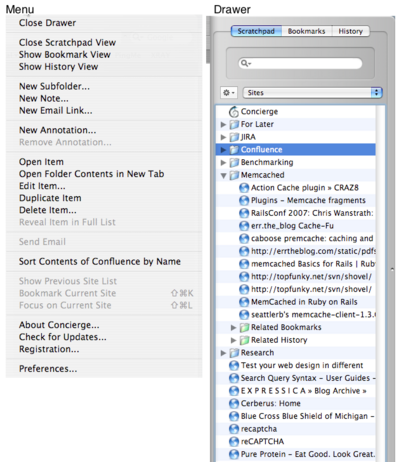 Menu
Close Drawer
Close Scratchpad View
Show Bookmark View
Show History View
New Subfolder...
New Note...
New Email Link...
New Annotation...
Remove Annotation...
Open Item
Open Folder Contents in New Tab
Edit Item...
Duplicate Item
Delete Item...
Reveal Item in Full List
Send Email
Sort Contents of Confluence by Name
Show Previous Site List
Bookmark Current Site ⇧⌘K
Focus on Current Site ⇧⌘L
About Concierge...
Check for Updates...
Registration...
Preferences...
Drawer
Scratchpad Bookmarks History
Sites
Concierge
For Later
JIRA
Confluence
Benchmarking
Memcached
Action Cache plugin » CRAZ8
Plugins - Memcache fragments
RailsConf 2007: Chris Wanstrath:
err.the_blog Cache-Fu
caboose premcache: caching and
http://errtheblog.com/static/pdfs
memcached Basics for Rails | Rub
http://topfunky.net/svn/shovel/
http://topfunky.net/svn/shovel/
MemCached in Ruby on Rails
seattlerb's memcache-client-1.3.
Related Bookmarks
Related History
Research
Test your web design in different
Search Query Syntax - User Guides -
E X P R E S S I C A » Blog Archive »
Cerberus: Home
Blue Cross Blue Shield of Michigan -
recaptcha
reCAPTCHA
Pure Protein - Eat Good. Look Great.